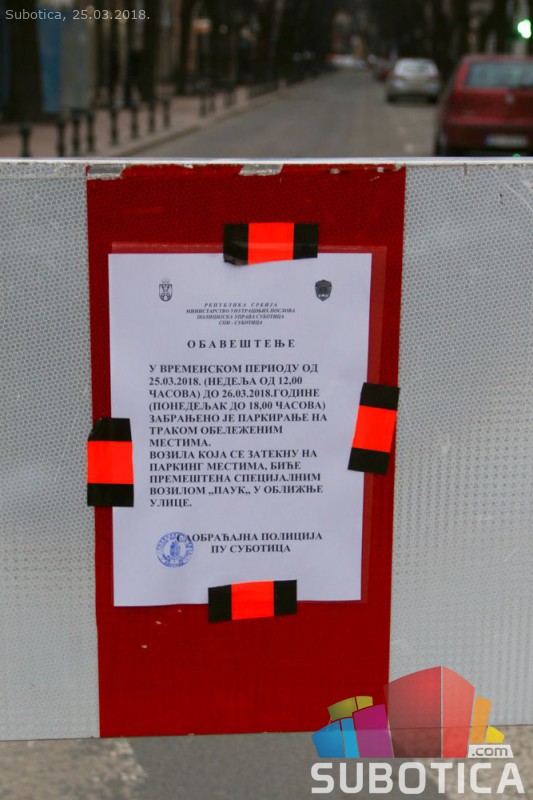 Subotica, 25.03.2018.
РЕПУБЛИКА СРБИЈА
МИНИСТАРСТВО УНУТРАШЊИХ ПОСЛОВА
ПОЛИЦИЈСКА УПРАВА СУБОТИЦА
СПИ - СУБОТИЦА
ОБАВЕШТЕЊЕ
У ВРЕМЕНСКОМ ПЕРИОДУ ОД
25.03.2018. (НЕДЕЉА ОД 12,00
ЧАСОВА) ДО 26.03.2018.ГОДИНЕ
(ПОНЕДЕЉАК ДО 18,00 ЧАСОВА)
ЗАБРАЊЕНО ЈЕ ПАРКИРАЊЕ НА
ТРАКОМ ОБЕЛЕЖЕНИМ
МЕСТИМА.
ВОЗИЛА КОЈА СЕ ЗАТЕКНУ НА
ПАРКИНГ МЕСТИМА, БИЋЕ
ПРЕМЕШТЕНА СПЕЦИЈАЛНИМ
ВОЗИЛОМ „ПАУК„ У ОБЛИЖЊЕ
УЛИЦЕ.
САОБРАЋАЈНА ПОЛИЦИЈА
ПУ СУБОТИЦА
.com
SUBOTICA